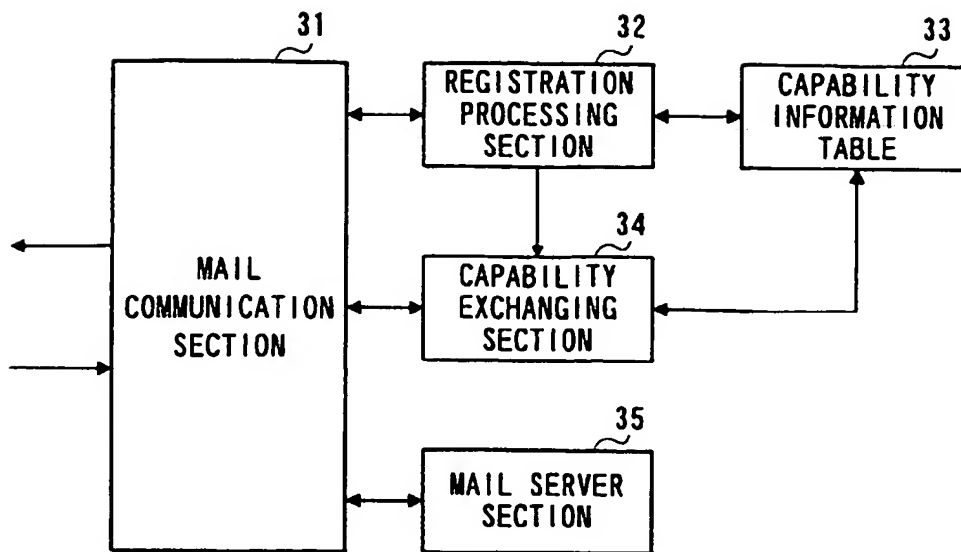 31
32
33
REGISTRATION
PROCESSING
SECTION
CAPABILITY
INFORMATION
TABLE
34
MAIL
COMMUNICATION
SECTION
CAPABILITY
EXCHANGING
SECTION
35
MAIL SERVER
SECTION